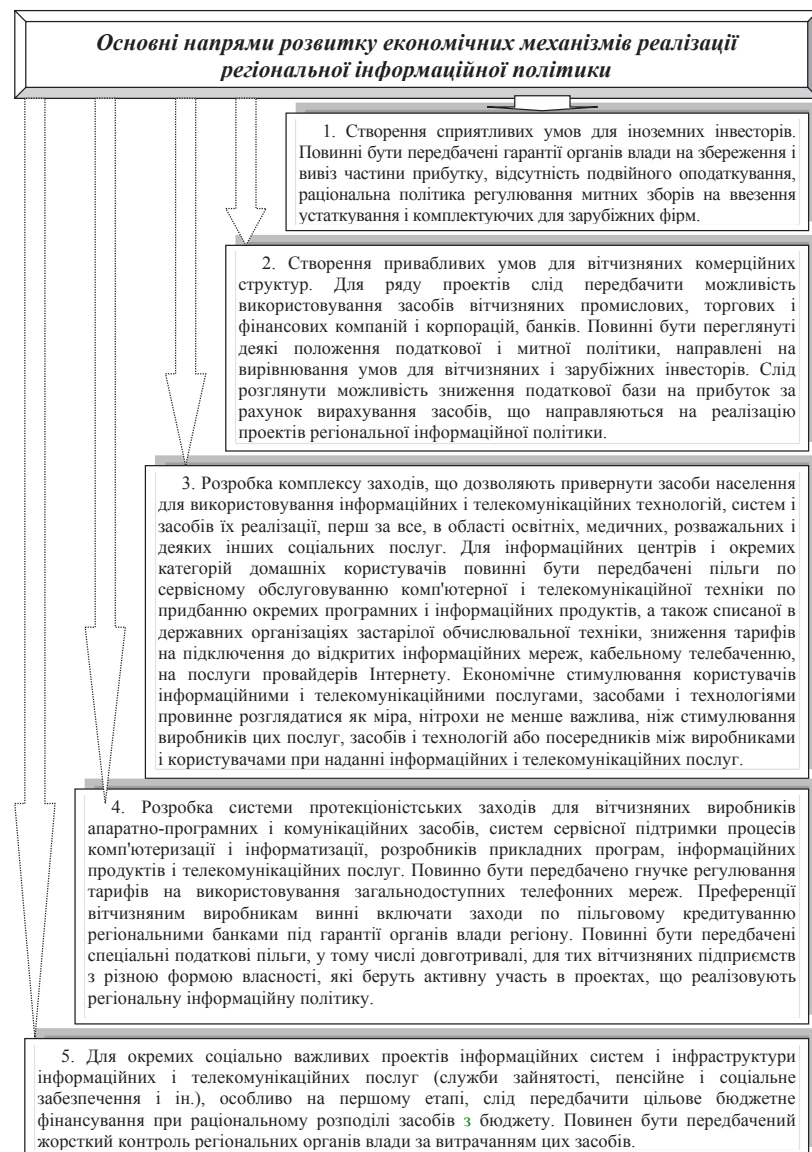 Основні напрями розвитку економічних механізмів реалізації
регіональної інформаційної політики
1. Створення сприятливих умов для іноземних інвесторів.
Повинні бути передбачені гарантії органів влади на збереження і
вивіз частини прибутку, відсутність подвійного оподаткування,
раціональна політика регулювання митних зборів на ввезення
устаткування і комплектуючих для зарубіжних фірм.
2. Створення привабливих умов для вітчизняних комерційних
структур. Для ряду проектів слід передбачити можливість
використовування засобів вітчизняних промислових, торгових і
фінансових компаній і корпорацій, банків. Повинні бути переглянуті
деякі положення податкової і митної політики, направлені на
вирівнювання умов для вітчизняних і зарубіжних інвесторів. Слід
розглянути можливість зниження податкової бази на прибуток за
рахунок вирахування засобів, що направляються на реалізацію
проектів регіональної інформаційної політики.
3. Розробка комплексу заходів, що дозволяють привернути засоби населення
для використовування інформаційних і телекомунікаційних технологій, систем і
засобів їх реалізації, перш за все, в області освітніх, медичних, розважальних і
деяких інших соціальних послуг. Для інформаційних центрів і окремих
категорій домашніх користувачів повинні бути передбачені пільги по
сервісному обслуговуванню комп'ютерної і телекомунікаційної техніки по
придбанню окремих програмних і інформаційних продуктів, а також списаної в
державних організаціях застарілої обчислювальної техніки, зниження тарифів
на підключення до відкритих інформаційних мереж, кабельному телебаченню,
на послуги провайдерів Інтернету. Економічне стимулювання користувачів
інформаційними і телекомунікаційними послугами, засобами і технологіями
провинне розглядатися як міра, нітрохи не менше важлива, ніж стимулювання
виробників цих послуг, засобів і технологій або посередників між виробниками
і користувачами при наданні інформаційних і телекомунікаційних послуг.
4. Розробка системи протекціоністських заходів для вітчизняних виробників
апаратно-програмних і комунікаційних засобів, систем сервісної підтримки процесів
комп'ютеризації і інформатизації, розробників прикладних програм, інформаційних
продуктів і телекомунікаційних послуг. Повинно бути передбачено гнучке регулювання
тарифів на використовування загальнодоступних телефонних мереж. Преференції
вітчизняним виробникам винні включати заходи по пільговому кредитуванню
регіональними банками під гарантії органів влади регіону. Повинні бути передбачені
спеціальні податкові пільги, у тому числі довготривалі, для тих вітчизняних підприємств
з різною формою власності, які беруть активну участь в проектах, що реалізовують
регіональну інформаційну політику.
5. Для окремих соціально важливих проектів інформаційних систем і інфраструктури
інформаційних і телекомунікаційних послуг (служби зайнятості, пенсійне і соціальне
забезпечення і ін.), особливо на першому етапі, слід передбачити цільове бюджетне
фінансування при раціональному розподілі засобів з бюджету. Повинен бути передбачений
жорсткий контроль регіональних органів влади за витрачанням цих засобів.